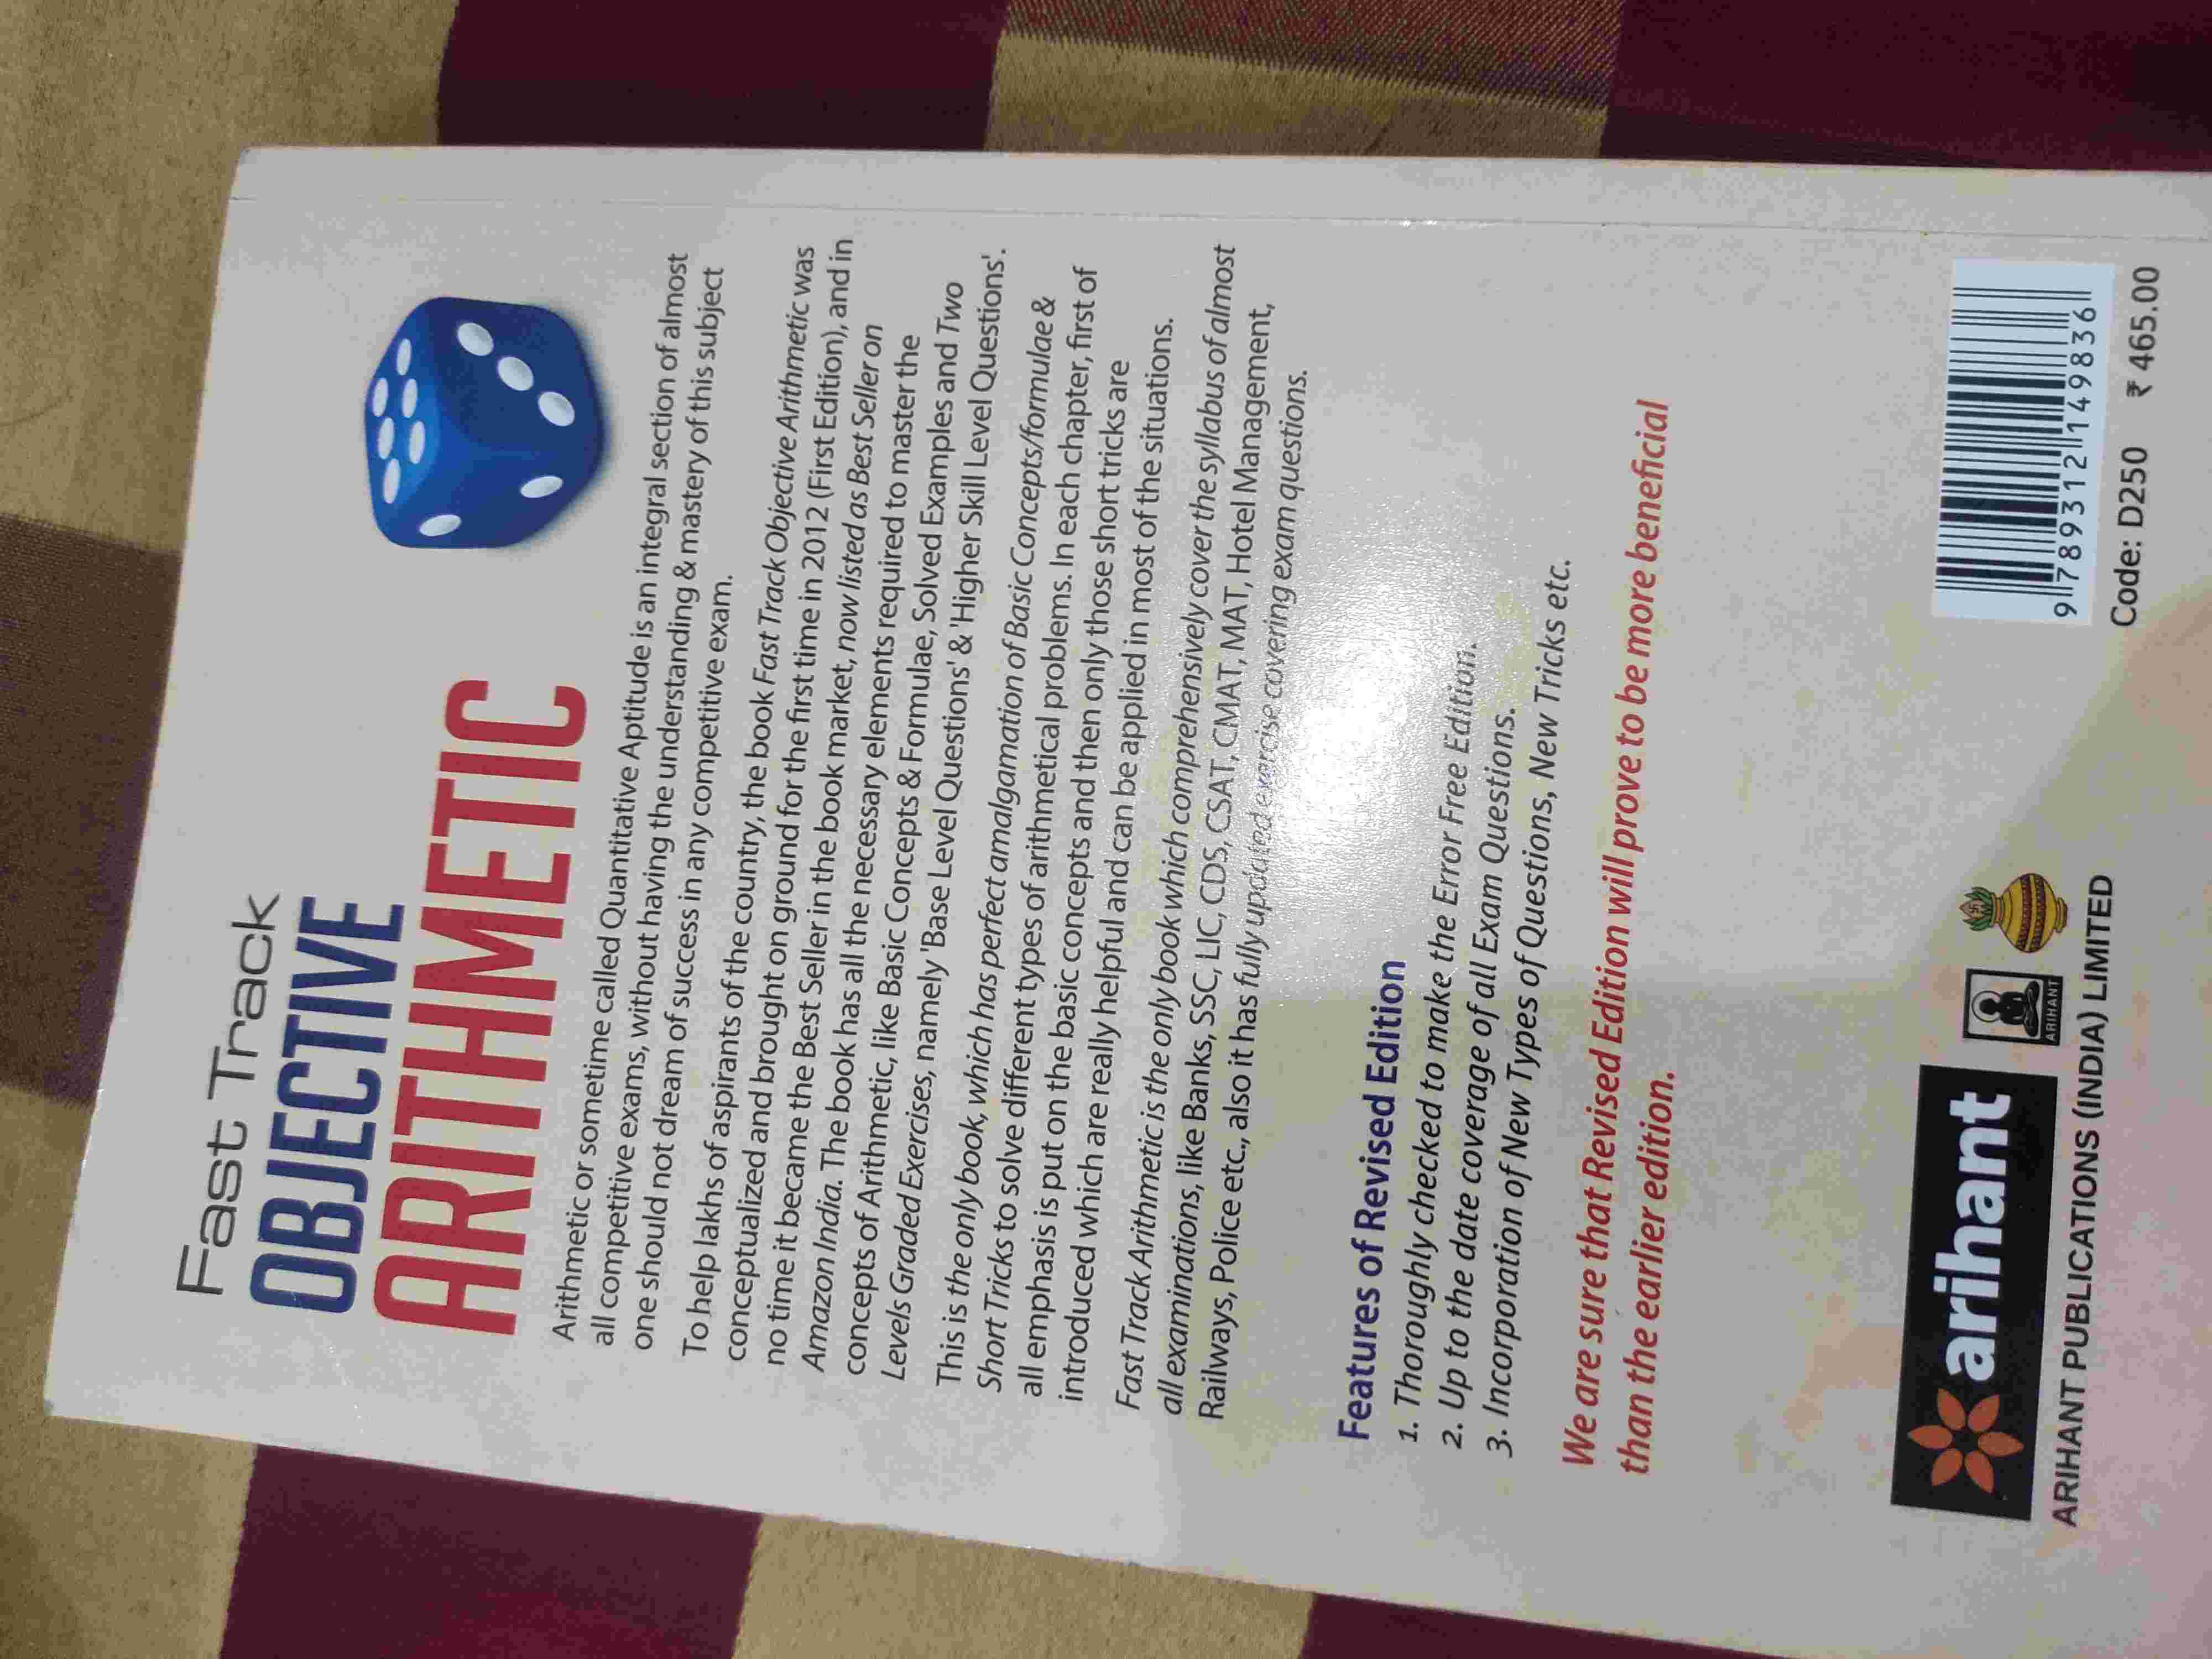 Fast Track
OBJECTIVE
ARITHMETIC
Arithmetic or sometime called Quantitative Aptitude is an integral section of almost
all competitive exams, without having the understanding & mastery of this subject
one should not dream of success in any competitive exam.
To help lakhs of aspirants of the country, the book Fast Track Objective Arithmetic was
conceptualized and brought on ground for the first time in 2012 (First Edition), and in
no time it became the Best Seller in the book market, now listed as Best Seller on
Amazon India. The book has all the necessary elements required to master the
concepts of Arithmetic, like Basic Concepts & Formulae, Solved Examples and Two
Levels Graded Exercises, namely 'Base Level Questions' & 'Higher Skill Level Questions'.
This is the only book, which has perfect amalgamation of Basic Concepts/formulae &
Short Tricks to solve different types of arithmetical problems. In each chapter, first of
all emphasis is put on the basic concepts and then only those short tricks are
introduced which are really helpful and can be applied in most of the situations.
Fast Track Arithmetic is the only book which comprehensively cover the syllabus of almost
all examinations, like Banks, SSC, LIC, CDS, CSAT, CMAT, MAT, Hotel Management,
Railways, Police etc., also it has fully updated exercise covering exam questions.
Features of Revised Edition
1. Thoroughly checked to make the Error Free Edition.
2. Up to the date coverage of all Exam Questions.
3. Incorporation of New Types of Questions, New Tricks etc.
We are sure that Revised Edition will prove to be more beneficial
than the earlier edition.
arihant
ARIHANT
ARIHANT PUBLICATIONS (INDIA) LIMITED
9 789312 149836
Code: D250 ₹ 465.00